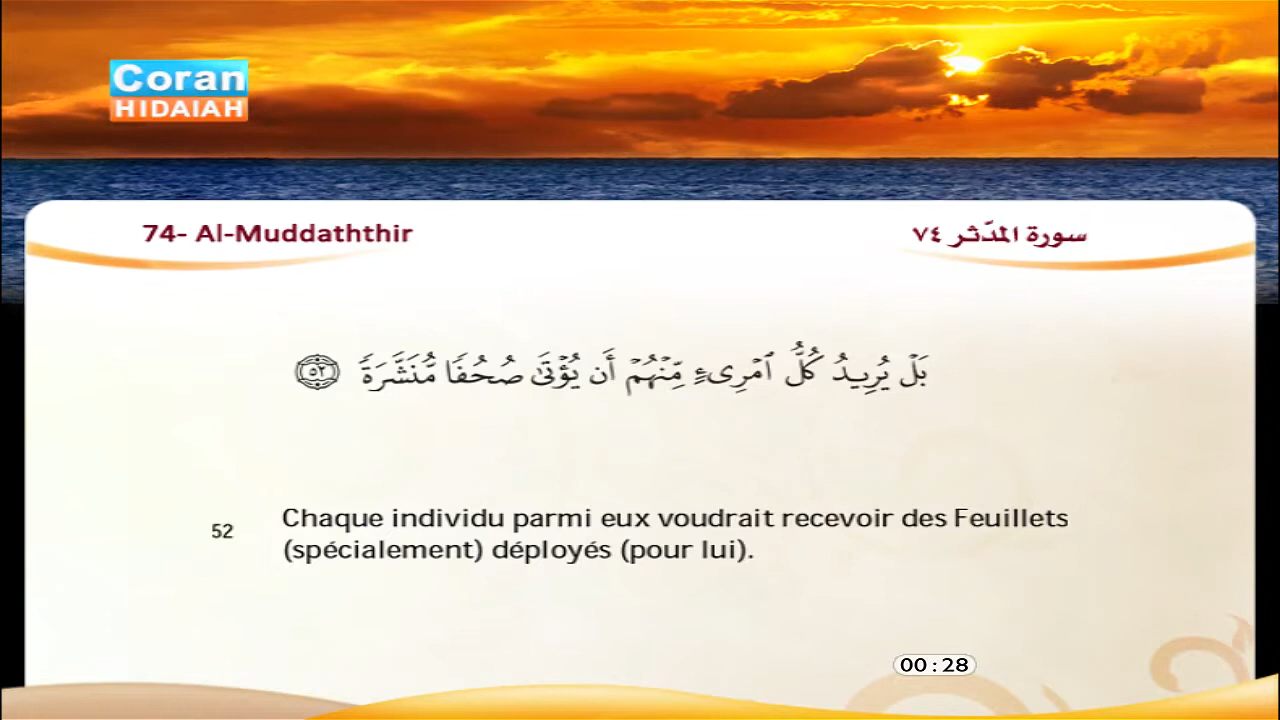 Coran
HIDAIAH
74- Al-Muddaththir
سورة المدّثر ٧٤
بَلۡ يُرِيدُ كُلُّ ٱمۡرِيءٖ مِّنۡهُمۡ أَن يُؤۡتَىٰ صُحُفٗا مُّنَشَّرَةٗ ٥٢
52
Chaque individu parmi eux voudrait recevoir des Feuillets
(spécialement) déployés (pour lui).
00:28